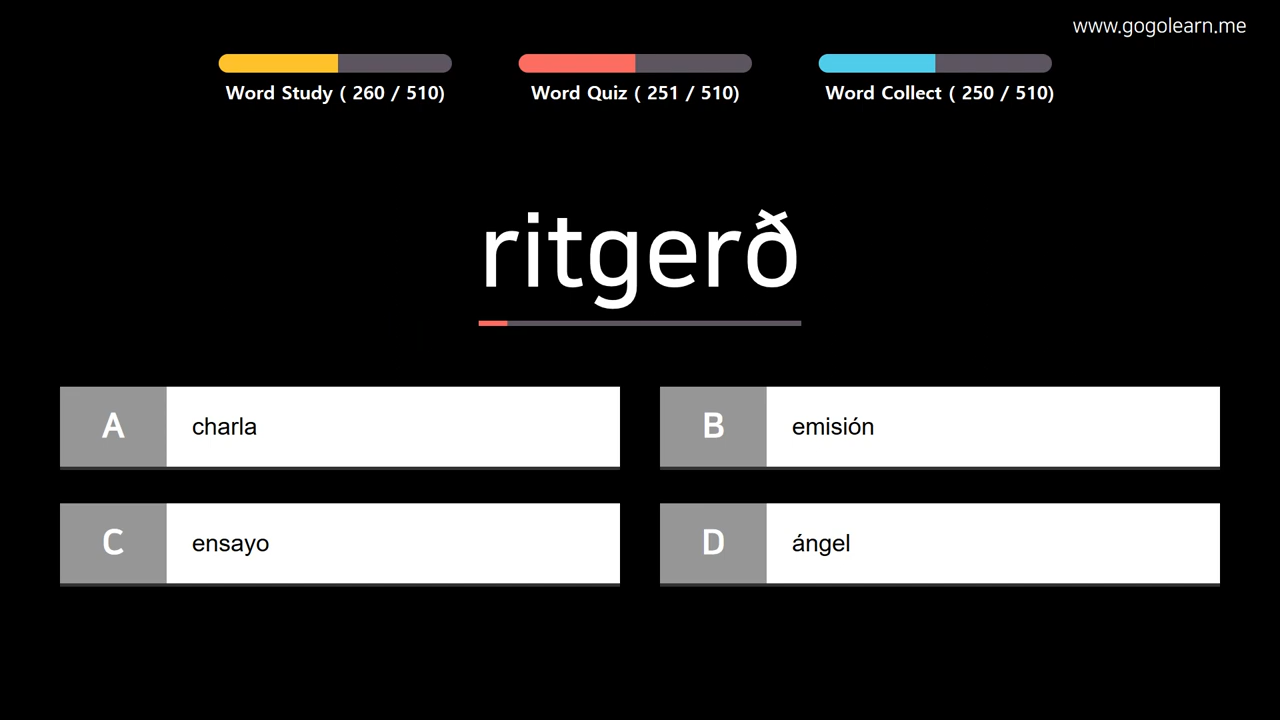 www.gogolearn.me
Word Study ( 260 / 510)
Word Quiz ( 251 / 510)
Word Collect ( 250 / 510)
ritgerð
A
charla
B
emisión
C
ensayo
D
ángel